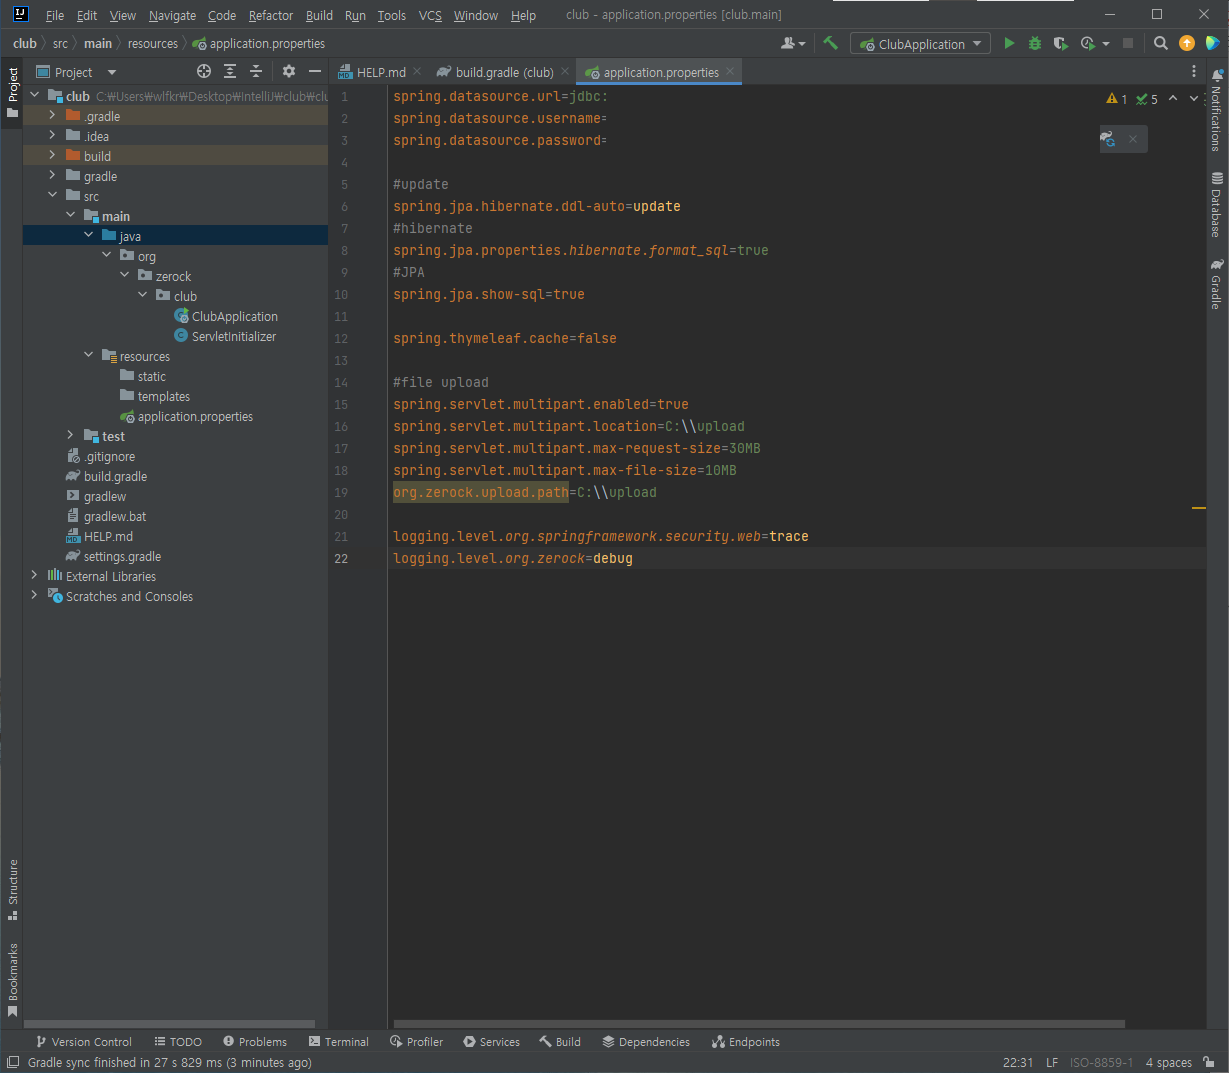 File Edit View Navigate Code Refactor Build Run Tools VCS Window Help club - application.properties [club.main]
club src main resources application.properties ClubApplication
Project HELP.md build.gradle (club) application.properties
club C:\Users\wlfkr\Desktop\IntelliJ\club\clu
.gradle
.idea
build
gradle
src
main
java
org
zerock
club
ClubApplication
ServletInitializer
resources
static
templates
application.properties
test
.gitignore
build.gradle
gradlew
gradlew.bat
HELP.md
settings.gradle
External Libraries
Scratches and Consoles
1 spring.datasource.url=jdbc:
2 spring.datasource.username=
3 spring.datasource.password=
4
5 #update
6 spring.jpa.hibernate.ddl-auto=update
7 #hibernate
8 spring.jpa.properties.hibernate.format_sql=true
9 #JPA
10 spring.jpa.show-sql=true
11
12 spring.thymeleaf.cache=false
13
14 #file upload
15 spring.servlet.multipart.enabled=true
16 spring.servlet.multipart.location=C:\\upload
17 spring.servlet.multipart.max-request-size=30MB
18 spring.servlet.multipart.max-file-size=10MB
19 org.zerock.upload.path=C:\\upload
20
21 logging.level.org.springframework.security.web=trace
22 logging.level.org.zerock=debug
1 5
Project
Structure
Bookmarks
Notifications
Database
Gradle
Version Control TODO Problems Terminal Profiler Services Build Dependencies Endpoints
Gradle sync finished in 27 s 829 ms (3 minutes ago) 22:31 LF ISO-8859-1 4 spaces